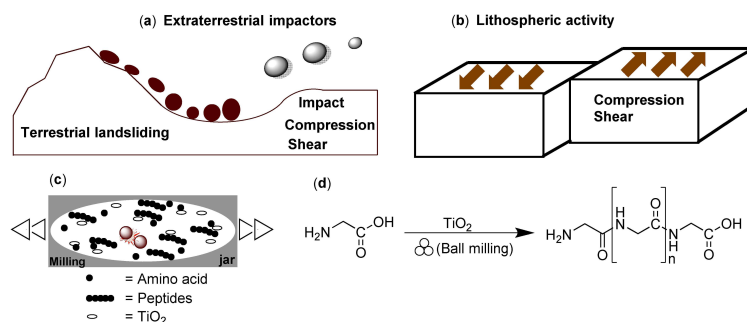 (a) Extraterrestrial impactors
Terrestrial landsliding
Impact
Compression
Shear
(b) Lithospheric activity
Compression
Shear
(c)
Milling
jar
= Amino acid
= Peptides
= TiO₂
(d)
H₂N
OH
O
TiO₂
(Ball milling)
H₂N
O
H
N
O
n
N
H
OH
O